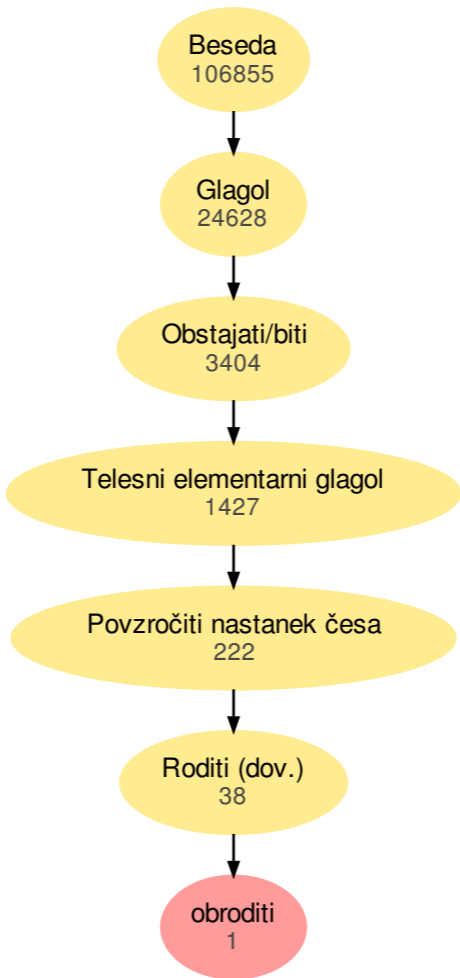 Beseda
106855
Glagol
24628
Obstajati/biti
3404
Telesni elementarni glagol
1427
Povzročiti nastanek česa
222
Roditi (dov.)
38
obroditi
1